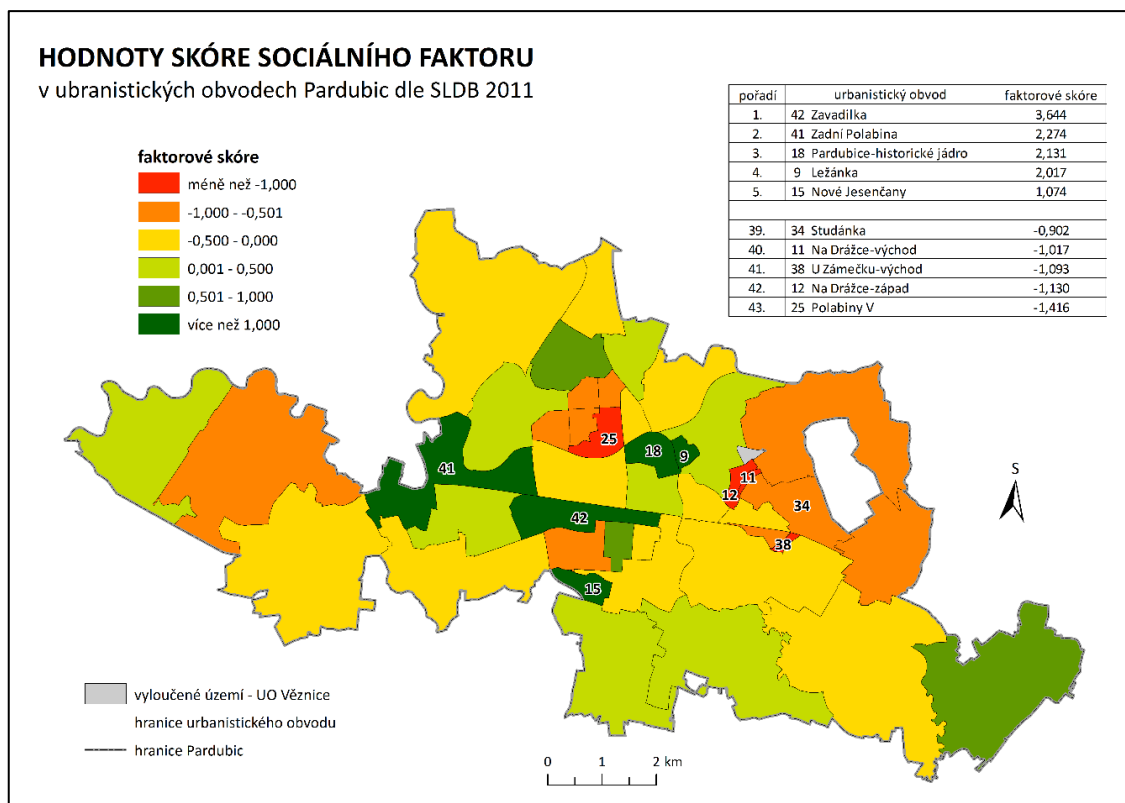 HODNOTY SKÓRE SOCIÁLNÍHO FAKTORU
v ubranistických obvodech Pardubic dle SLDB 2011
pořadí urbanistický obvod faktorové skóre
1. 42 Zavadilka 3,644
2. 41 Zadní Polabina 2,274
3. 18 Pardubice-historické jádro 2,131
4. 9 Ležánka 2,017
5. 15 Nové Jesenčany 1,074
39. 34 Studánka -0,902
40. 11 Na Drážce-východ -1,017
41. 38 U Zámečku-východ -1,093
42. 12 Na Drážce-západ -1,130
43. 25 Polabiny V -1,416
faktorové skóre
méně než -1,000
-1,000 - -0,501
-0,500 - 0,000
0,001 - 0,500
0,501 - 1,000
více než 1,000
25
18
9
41
11
12
34
42
38
15
S
vyloučené území - UO Věznice
hranice urbanistického obvodu
hranice Pardubic
0 1 2 km